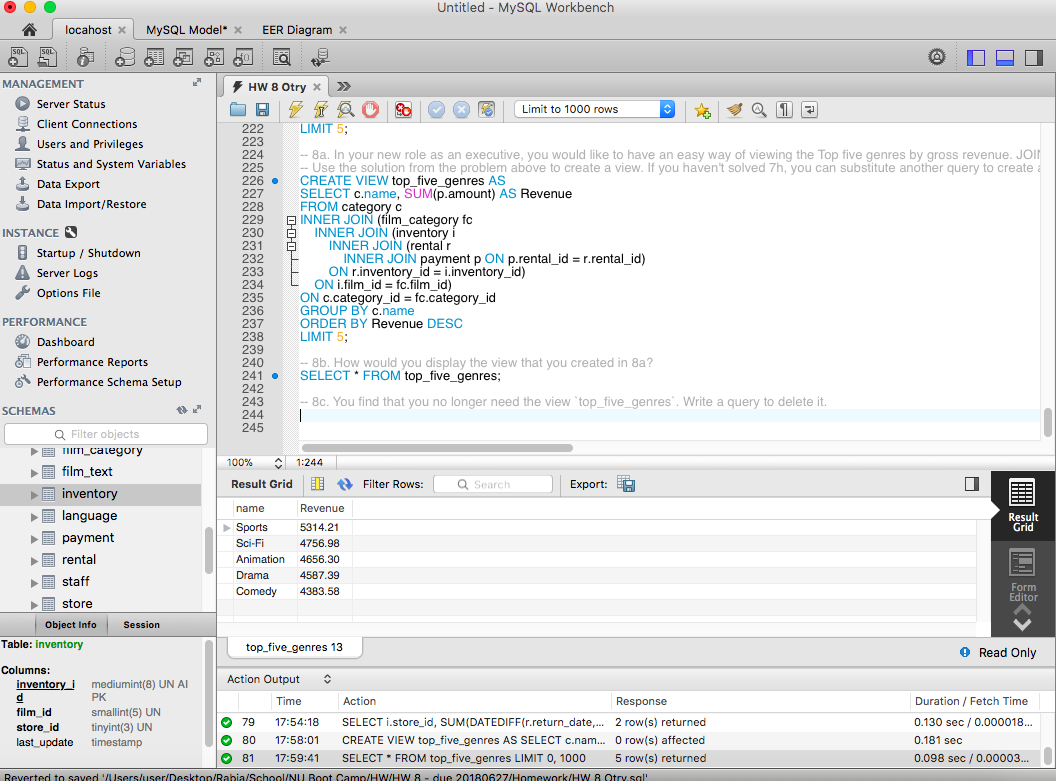 Untitled - MySQL Workbench
locahost
MySQL Model*
EER Diagram
MANAGEMENT
Server Status
Client Connections
Users and Privileges
Status and System Variables
Data Export
Data Import/Restore
INSTANCE
Startup / Shutdown
Server Logs
Options File
PERFORMANCE
Dashboard
Performance Reports
Performance Schema Setup
SCHEMAS
Filter objects
film_category
film_text
inventory
language
payment
rental
staff
store
Object Info Session
Table: inventory
Columns:
inventory_i
d mediumint(8) UN AI
PK
film_id smallint(5) UN
store_id tinyint(3) UN
last_update timestamp
HW 8 Otry
Limit to 1000 rows
222 LIMIT 5;
223
224 -- 8a. In your new role as an executive, you would like to have an easy way of viewing the Top five genres by gross revenue. JOIN
225 -- Use the solution from the problem above to create a view. If you haven't solved 7h, you can substitute another query to create a
226 CREATE VIEW top_five_genres AS
227 SELECT c.name, SUM(p.amount) AS Revenue
228 FROM category c
229 INNER JOIN (film_category fc
230 INNER JOIN (inventory i
231 INNER JOIN (rental r
232 INNER JOIN payment p ON p.rental_id = r.rental_id)
233 ON r.inventory_id = i.inventory_id)
234 ON i.film_id = fc.film_id)
235 ON c.category_id = fc.category_id
236 GROUP BY c.name
237 ORDER BY Revenue DESC
238 LIMIT 5;
239
240 -- 8b. How would you display the view that you created in 8a?
241 SELECT * FROM top_five_genres;
242
243 -- 8c. You find that you no longer need the view `top_five_genres`. Write a query to delete it.
244
245
100% 1:244
Result Grid Filter Rows: Search Export:
name Revenue
Sports 5314.21
Sci-Fi 4756.98
Animation 4656.30
Drama 4587.39
Comedy 4383.58
Result
Grid
Form
Editor
top_five_genres 13
Read Only
Action Output
Time Action Response Duration / Fetch Time
79 17:54:18 SELECT i.store_id, SUM(DATEDIFF(r.return_date,... 2 row(s) returned 0.130 sec / 0.000018...
80 17:58:01 CREATE VIEW top_five_genres AS SELECT c.nam... 0 row(s) affected 0.181 sec
81 17:59:41 SELECT * FROM top_five_genres LIMIT 0, 1000 5 row(s) returned 0.098 sec / 0.00003...
Reverted to saved '/Users/user/Desktop/Rabia/School/NU Boot Camp/HW/HW 8 - due 20180627/Homework/HW 8 Otry.sql'